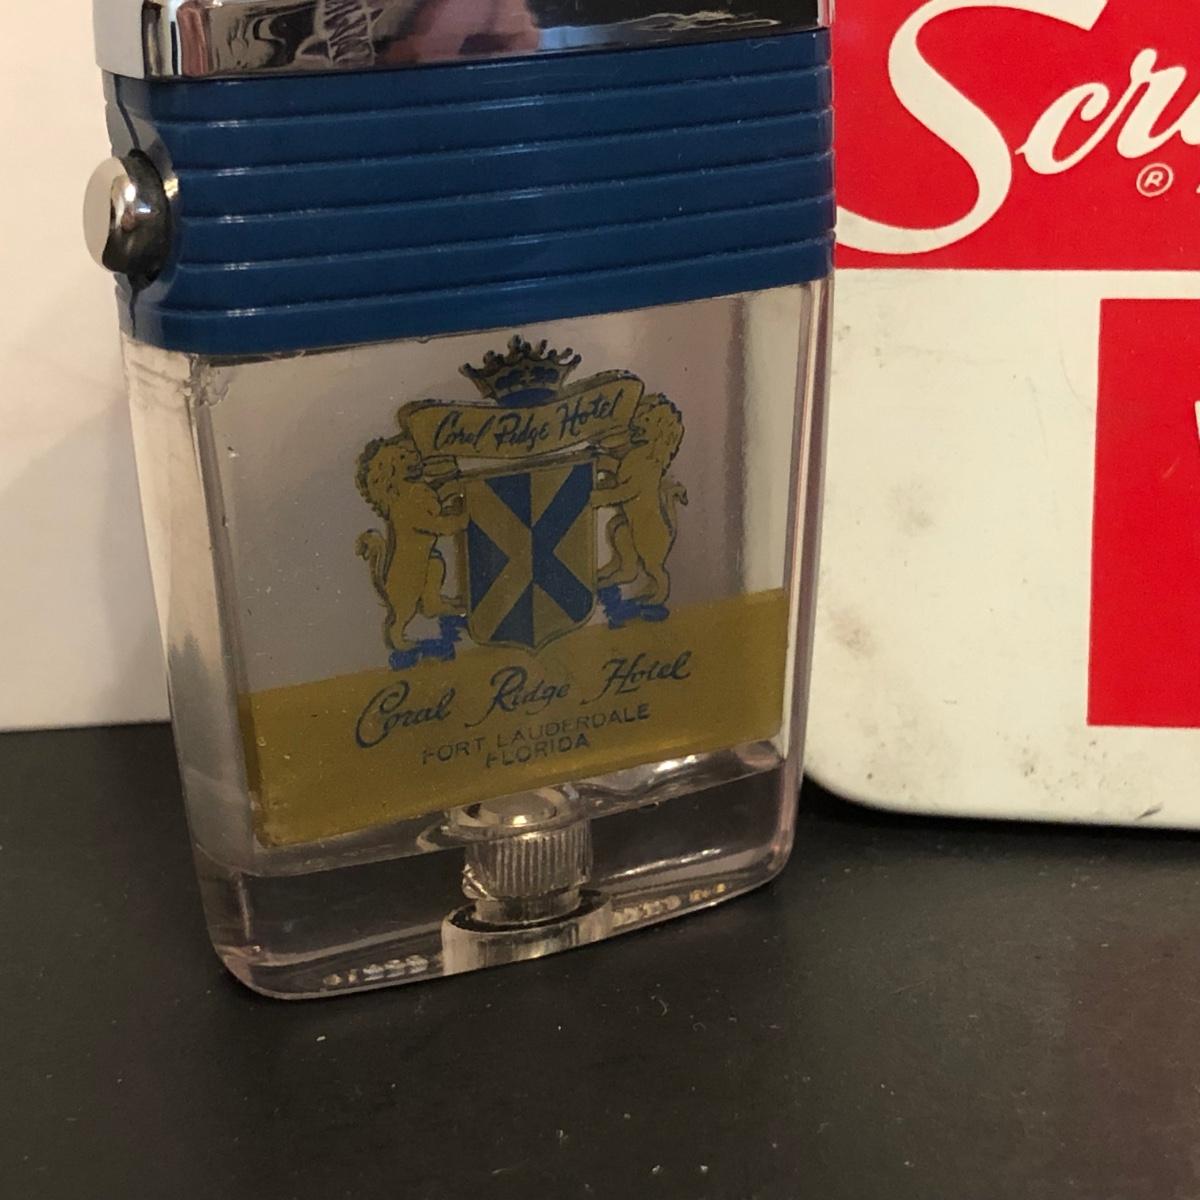 Scr
®
Coral Ridge Hotel
Coral Ridge Hotel
FORT LAUDERDALE
FLORIDA